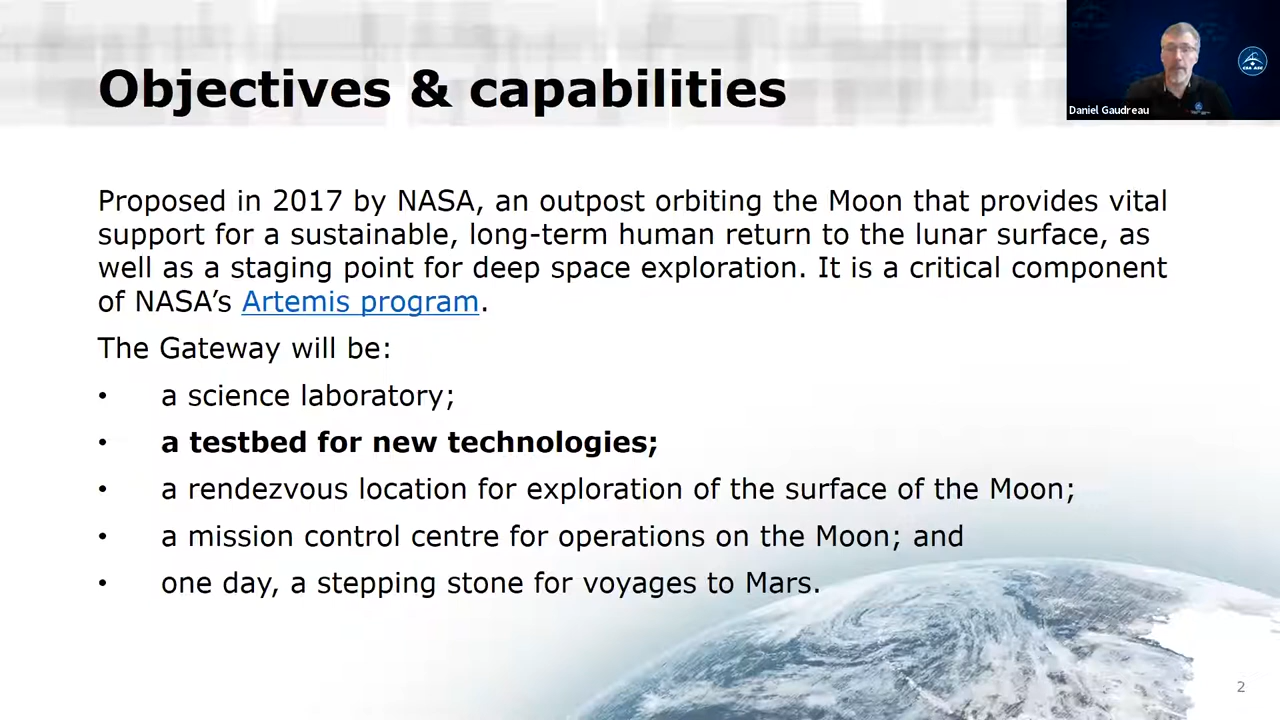 Objectives & capabilities
Daniel Gaudreau
Proposed in 2017 by NASA, an outpost orbiting the Moon that provides vital
support for a sustainable, long-term human return to the lunar surface, as
well as a staging point for deep space exploration. It is a critical component
of NASA’s Artemis program.
The Gateway will be:
• a science laboratory;
• a testbed for new technologies;
• a rendezvous location for exploration of the surface of the Moon;
• a mission control centre for operations on the Moon; and
• one day, a stepping stone for voyages to Mars.
2